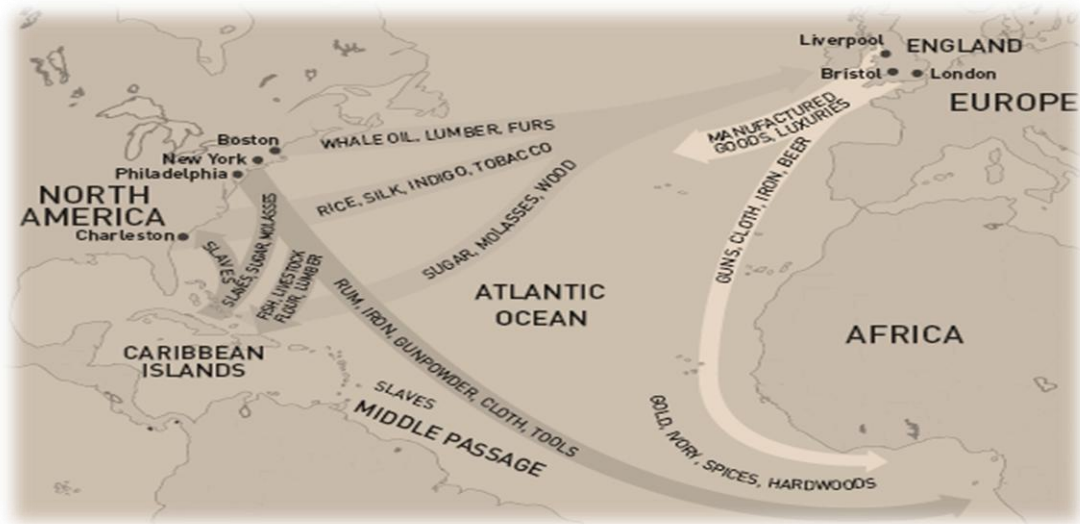 Liverpool
ENGLAND
Bristol
London
EUROPE
MANUFACTURED
GOODS, LUXURIES
Boston
WHALE OIL, LUMBER, FURS
New York
Philadelphia
RICE, SILK, INDIGO, TOBACCO
GUNS, CLOTH, IRON, BEER
NORTH
AMERICA
SUGAR, MOLASSES, WOOD
Charleston
SLAVES
SLAVES, SUGAR, MOLASSES
FISH, LIVESTOCK
FLOUR, LUMBER
ATLANTIC
OCEAN
RUM, IRON, GUNPOWDER, CLOTH, TOOLS
AFRICA
CARIBBEAN
ISLANDS
SLAVES
MIDDLE PASSAGE
GOLD, IVORY, SPICES, HARDWOODS